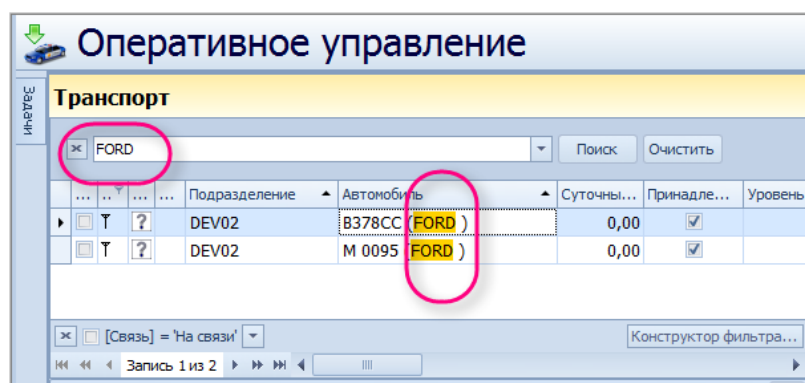 Оперативное управление
Задачи
Транспорт
FORD
Поиск
Очистить
... .. ... ... Подразделение Автомобиль Суточны... Принадле... Уровень
? DEV02 B378CC (FORD ) 0,00
? DEV02 M 0095 (FORD ) 0,00
[Связь] = 'На связи'
Конструктор фильтра...
Запись 1 из 2